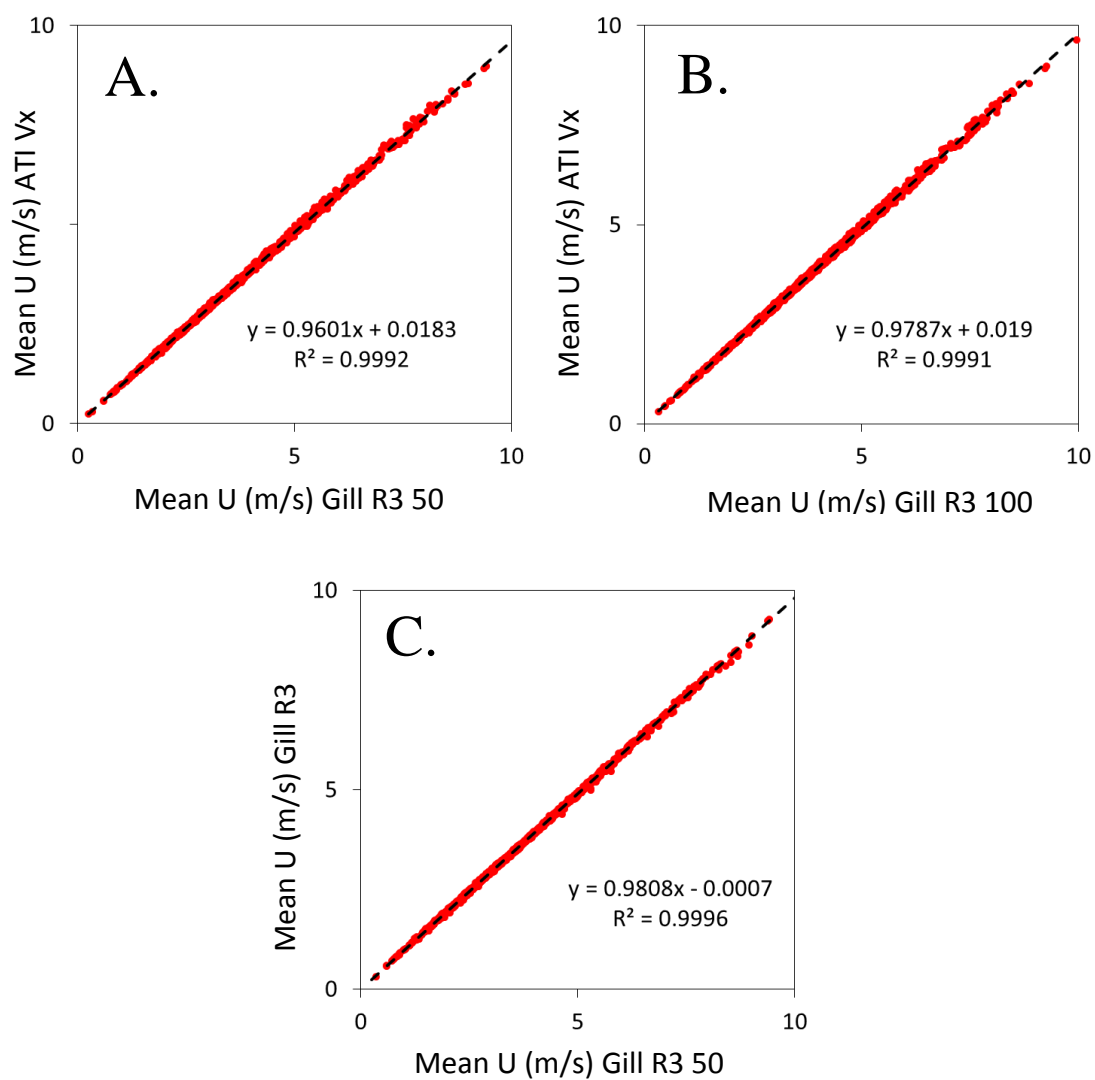 A.
10
5
0
Mean U (m/s) ATI Vx
y = 0.9601x + 0.0183
R² = 0.9992
0
5
10
Mean U (m/s) Gill R3 50
B.
10
5
0
Mean U (m/s) ATI Vx
y = 0.9787x + 0.019
R² = 0.9991
0
5
10
Mean U (m/s) Gill R3 100
C.
10
5
0
Mean U (m/s) Gill R3
y = 0.9808x - 0.0007
R² = 0.9996
0
5
10
Mean U (m/s) Gill R3 50